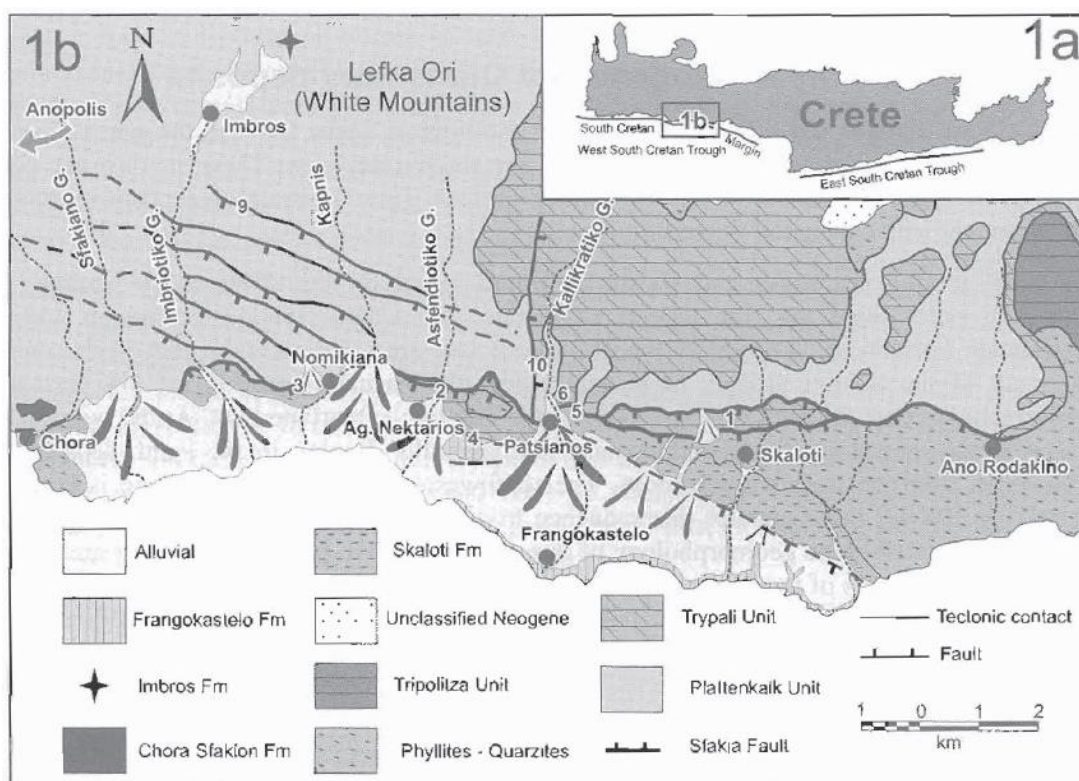 1b
N
Lefka Ori
(White Mountains)
Anopolis
Imbros
Sfakiano G.
Imbriotiko G.
Kapnis
Asfendiotiko G.
Kallikratiko G.
9
10
Nomikiana
3
2
6
5
1
Ag. Nektarios
4
Patsianos
Skaloti
Ano Rodakino
Chora
Frangokastelo
1a
Crete
1b
South Cretan
Margin
West South Cretan Trough
East South Cretan Trough
Alluvial
Skaloti Fm
Frangokastelo Fm
Unclassified Neogene
Trypali Unit
Tectonic contact
Fault
Imbros Fm
Tripolitza Unit
Plattenkalk Unit
Chora Sfakion Fm
Phyllites - Quarzites
Sfakia Fault
1 0 1 2
km